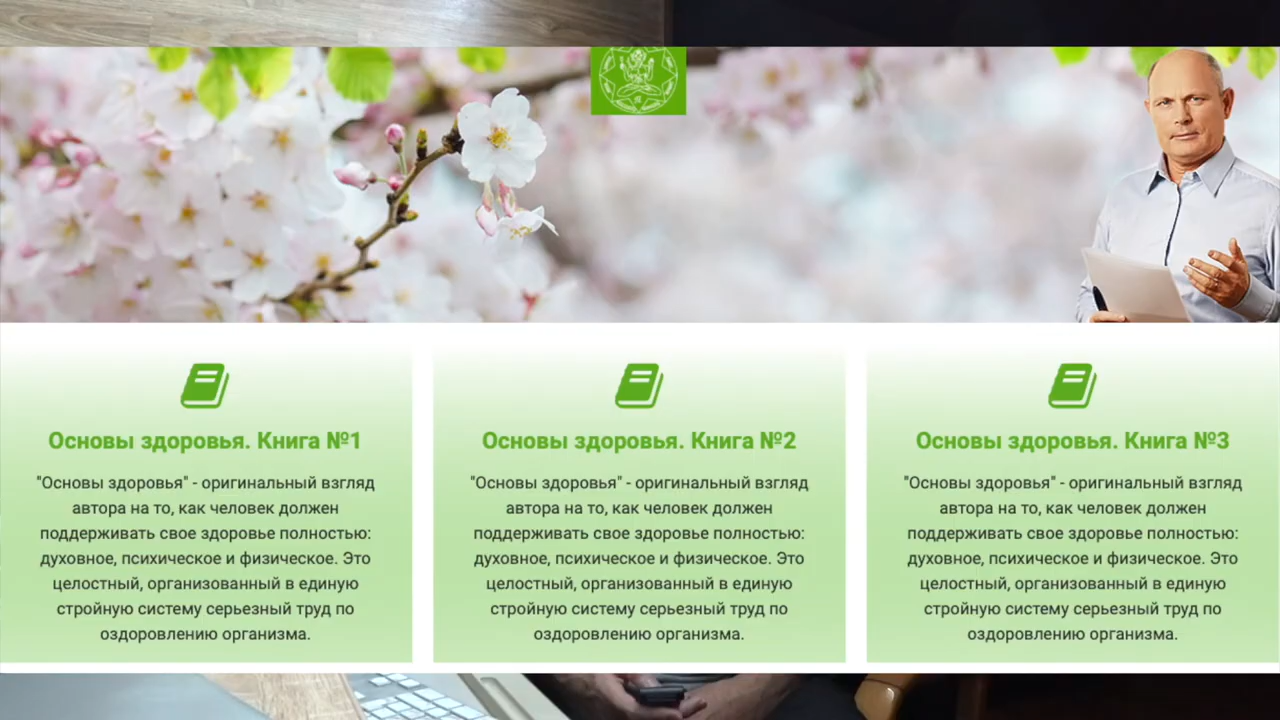 Основы здоровья. Книга №1
"Основы здоровья" - оригинальный взгляд
автора на то, как человек должен
поддерживать свое здоровье полностью:
духовное, психическое и физическое. Это
целостный, организованный в единую
стройную систему серьезный труд по
оздоровлению организма.
Основы здоровья. Книга №2
"Основы здоровья" - оригинальный взгляд
автора на то, как человек должен
поддерживать свое здоровье полностью:
духовное, психическое и физическое. Это
целостный, организованный в единую
стройную систему серьезный труд по
оздоровлению организма.
Основы здоровья. Книга №3
"Основы здоровья" - оригинальный взгляд
автора на то, как человек должен
поддерживать свое здоровье полностью:
духовное, психическое и физическое. Это
целостный, организованный в единую
стройную систему серьезный труд по
оздоровлению организма.